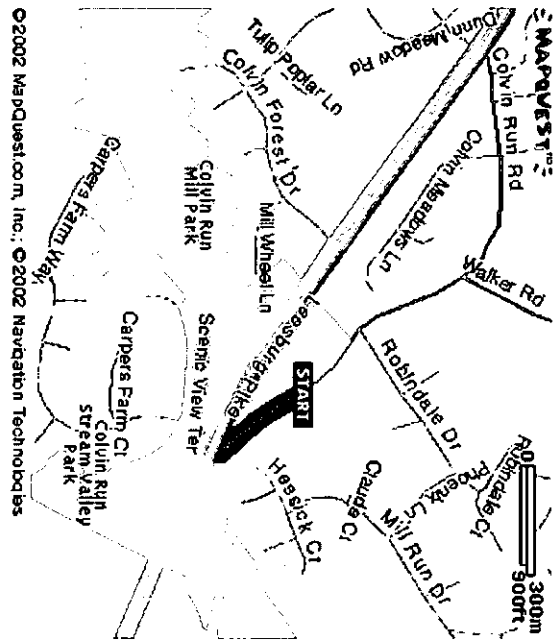 MAPQUEST
0
300m
900ft
Colvin Run Rd
Walker Rd
Robindale Ct
Phoenix Ln
Dunn Meadow Rd
Colvin Meadows Ln
Robindale Dr
Mill Run Dr
Claude Ct
Tulip Poplar Ln
Colvin Forest Dr
Leesburg Pike
START
Hessick Ct
Mill Wheel Ln
Colvin Run
Mill Park
Scenic View Ter
Carpers Farm Way
Carpers Farm Ct
Colvin Run
Stream Valley
Park
©2002 MapQuest.com, Inc.; ©2002 Navigation Technologies